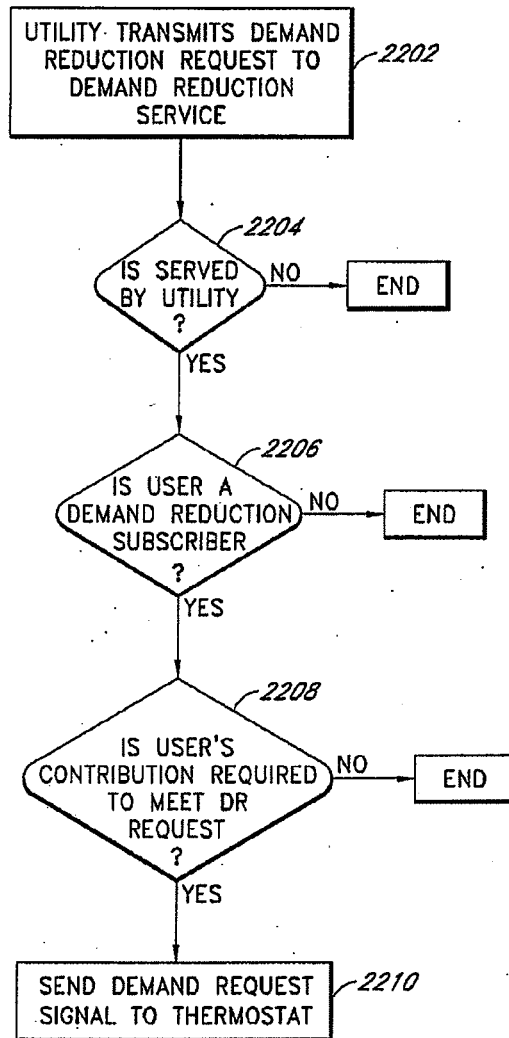 UTILITY TRANSMITS DEMAND
REDUCTION REQUEST TO
DEMAND REDUCTION
SERVICE
2202
2204
IS SERVED
BY UTILITY
?
NO
END
YES
2206
IS USER A
DEMAND REDUCTION
SUBSCRIBER
?
NO
END
YES
2208
IS USER'S
CONTRIBUTION REQUIRED
TO MEET DR
REQUEST
?
NO
END
YES
SEND DEMAND REQUEST
SIGNAL TO THERMOSTAT
2210